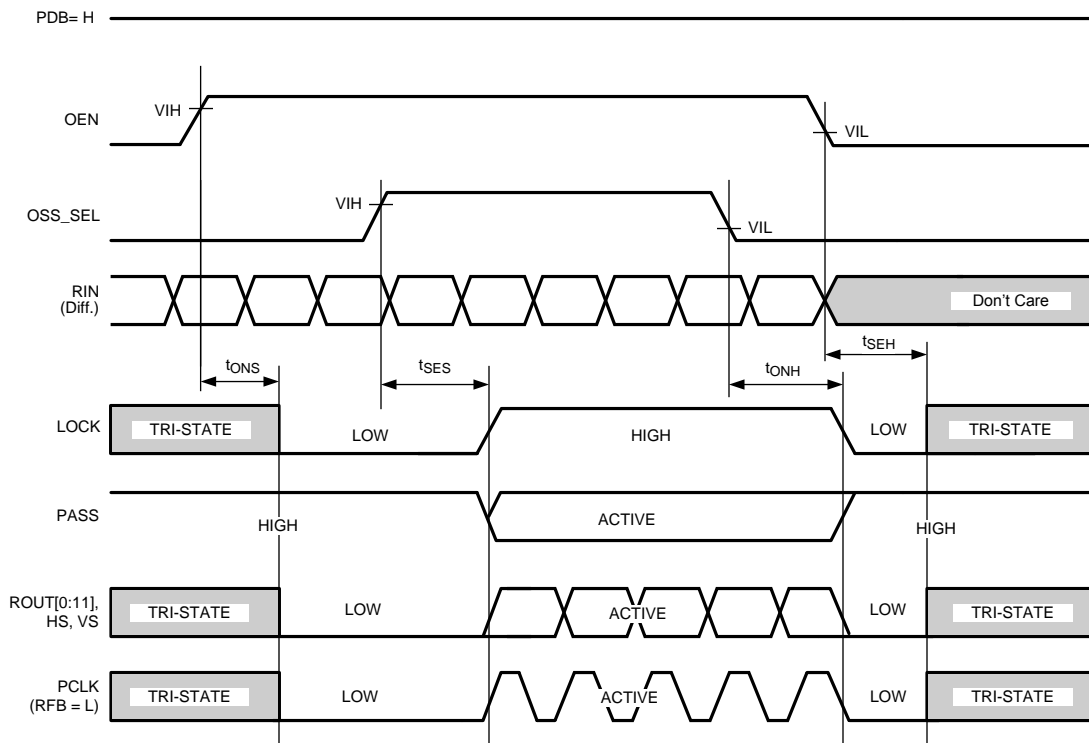 PDB= H
OEN
VIH
VIL
OSS_SEL
VIH
VIL
RIN
(Diff.)
Don't Care
tONS
tSES
tONH
tSEH
LOCK
TRI-STATE
LOW
HIGH
LOW
TRI-STATE
PASS
HIGH
ACTIVE
HIGH
ROUT[0:11],
HS, VS
TRI-STATE
LOW
ACTIVE
LOW
TRI-STATE
PCLK
(RFB = L)
TRI-STATE
LOW
ACTIVE
LOW
TRI-STATE